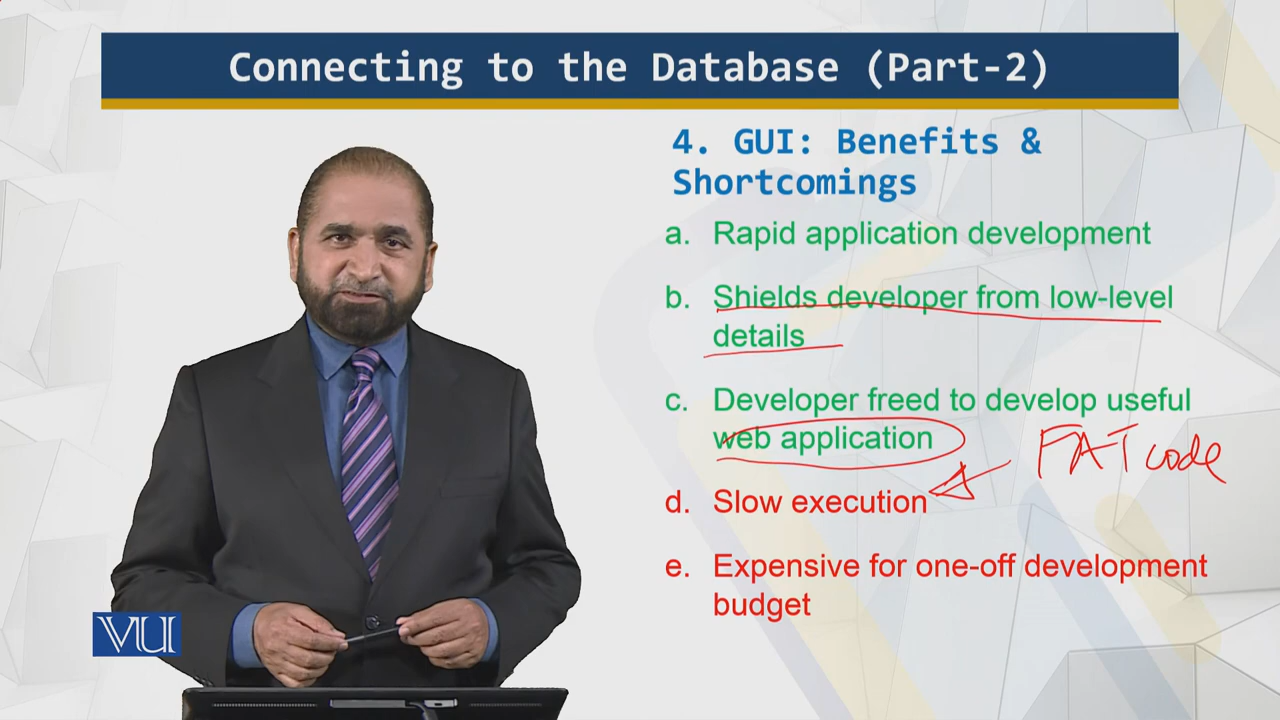 Connecting to the Database (Part-2)
4. GUI: Benefits &
Shortcomings
a. Rapid application development
b. Shields developer from low-level
details
c. Developer freed to develop useful
web application
FAT code
d. Slow execution
e. Expensive for one-off development
budget
VU